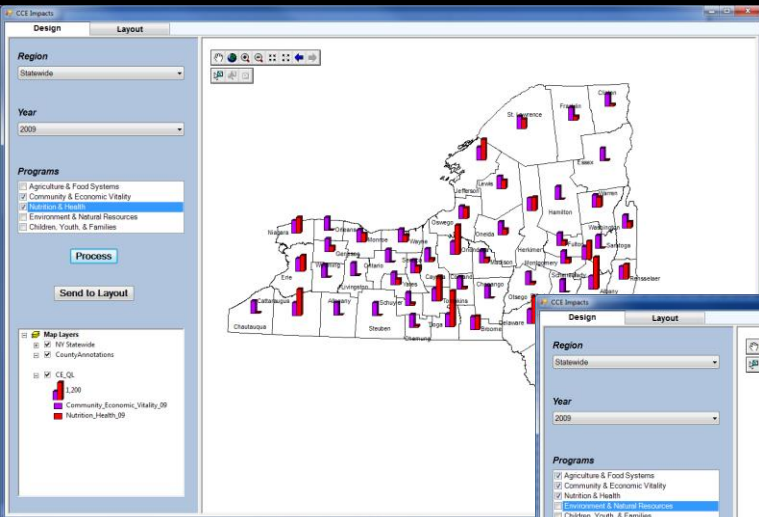 CCE Impacts
Design Layout
Region
Statewide
Year
2009
Programs
Agriculture & Food Systems
Community & Economic Vitality
Nutrition & Health
Environment & Natural Resources
Children, Youth, & Families
Process
Send to Layout
Map Layers
NY Statewide
CountyAnnotations
CE_QL
1,200
Community_Economic_Vitality_09
Nutrition_Health_09
Clinton
Franklin
St. Lawrence
Essex
Jefferson
Lewis
Hamilton
Warren
Oswego
Washington
Niagara
Orleans
Monroe
Wayne
Oneida
Herkimer
Fulton
Saratoga
Genesee
Onondaga
Madison
Montgomery
Erie
Wyoming
Ontario
Seneca
Cayuga
Schenectady
Rensselaer
Livingston
Yates
Cortland
Chenango
Otsego
Albany
Chautauqua
Cattaraugus
Allegany
Steuben
Schuyler
Tompkins
Tioga
Broome
Delaware
Chemung
CCE Impacts
Design Layout
Region
Statewide
Year
2009
Programs
Agriculture & Food Systems
Community & Economic Vitality
Nutrition & Health
Environment & Natural Resources
Children, Youth, & Families